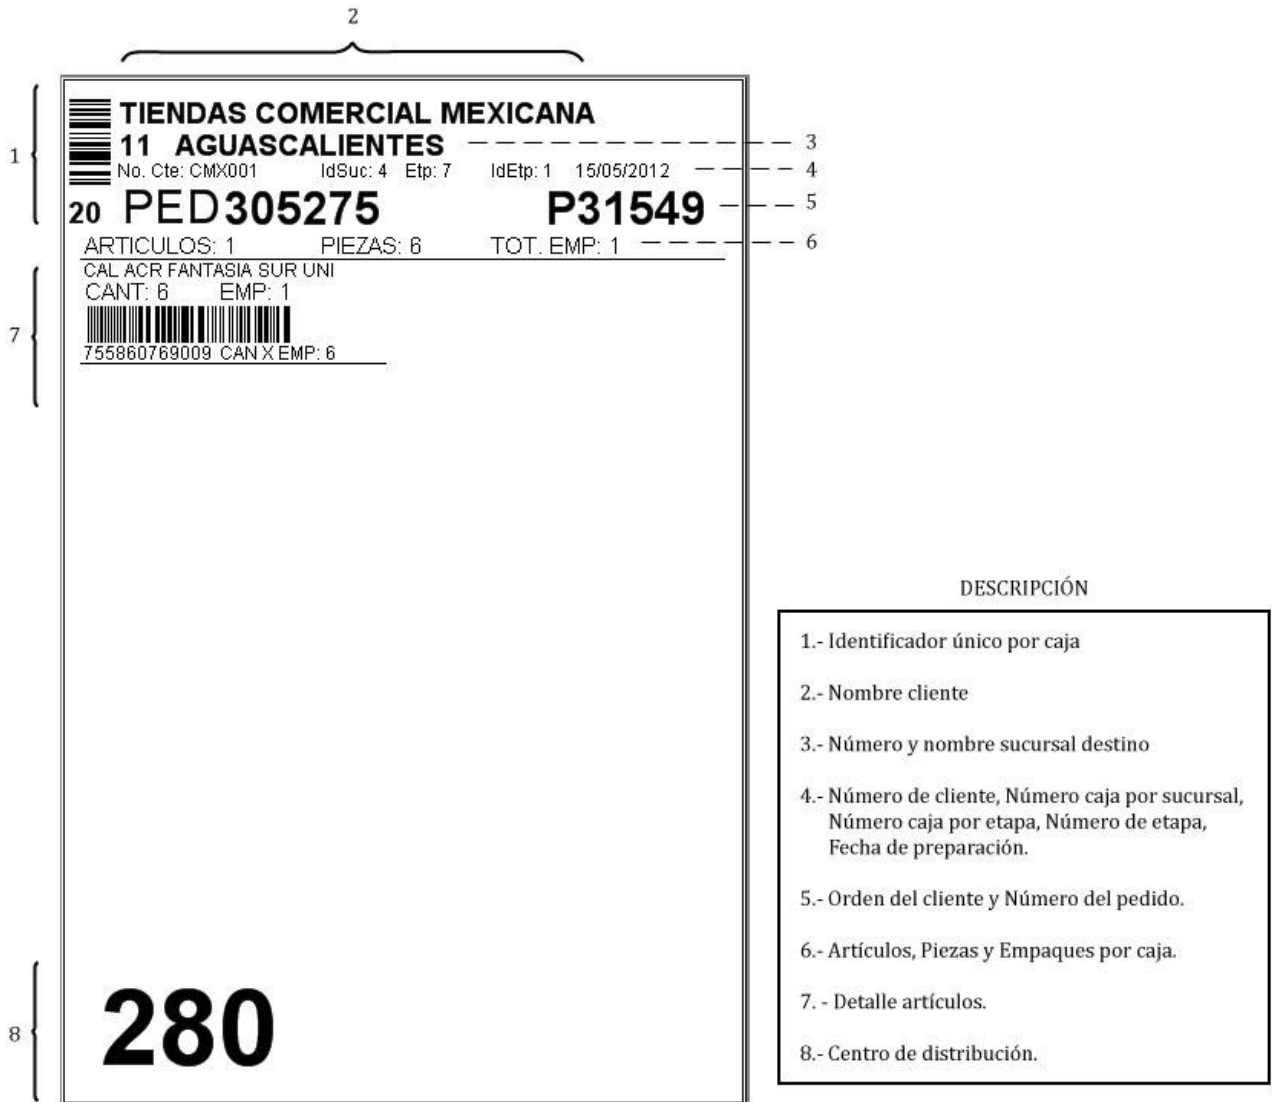 2
1
TIENDAS COMERCIAL MEXICANA
11 AGUASCALIENTES
3
No. Cte: CMX001 IdSuc: 4 Etp: 7 IdEtp: 1 15/05/2012
4
20 PED305275 P31549
5
ARTICULOS: 1 PIEZAS: 6 TOT. EMP: 1
6
7
CAL ACR FANTASIA SUR UNI
CANT: 6 EMP: 1
755860769009 CAN X EMP: 6
8
280
DESCRIPCIÓN
1.- Identificador único por caja
2.- Nombre cliente
3.- Número y nombre sucursal destino
4.- Número de cliente, Número caja por sucursal,
Número caja por etapa, Número de etapa,
Fecha de preparación.
5.- Orden del cliente y Número del pedido.
6.- Artículos, Piezas y Empaques por caja.
7. - Detalle artículos.
8.- Centro de distribución.